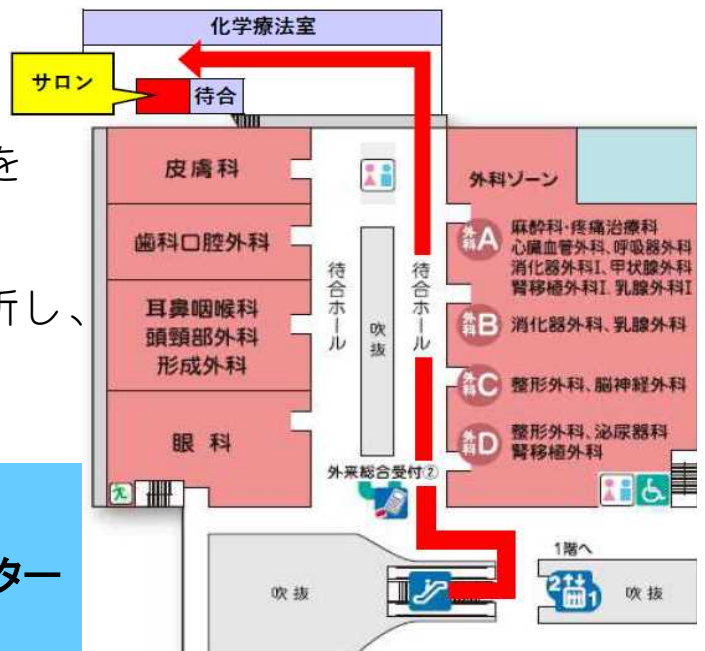 化学療法室
サロン
待合
を
折し、
ター
皮膚科
歯科口腔外科
耳鼻咽喉科
頭頸部外科
形成外科
眼科
待合ホール
吹抜
待合ホール
外科ゾーン
外科A
麻酔科・疼痛治療科
心臓血管外科、呼吸器外科
消化器外科I、甲状腺外科
腎移植外科I、乳腺外科I
外科B
消化器外科、乳腺外科
外科C
整形外科、脳神経外科
外科D
整形外科、泌尿器科
腎移植外科
外来総合受付②
吹抜
1階へ
2 1
吹抜